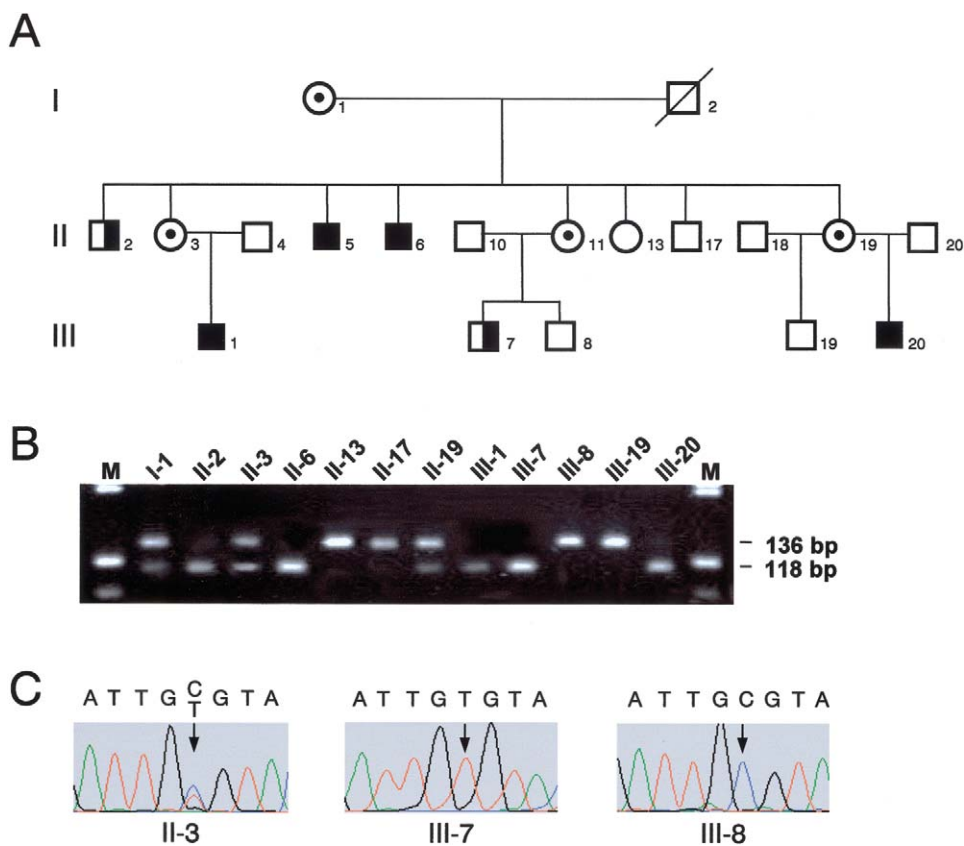 A
I
1 2
II
2 3 4 5 6 10 11 13 17 18 19 20
III
1 7 8 19 20
B
M I-1 II-2 II-3 II-6 II-13 II-17 II-19 III-1 III-7 III-8 III-19 III-20 M
136 bp
118 bp
C
A T T G C/T G T A
A T T G T G T A
A T T G C G T A
II-3 III-7 III-8